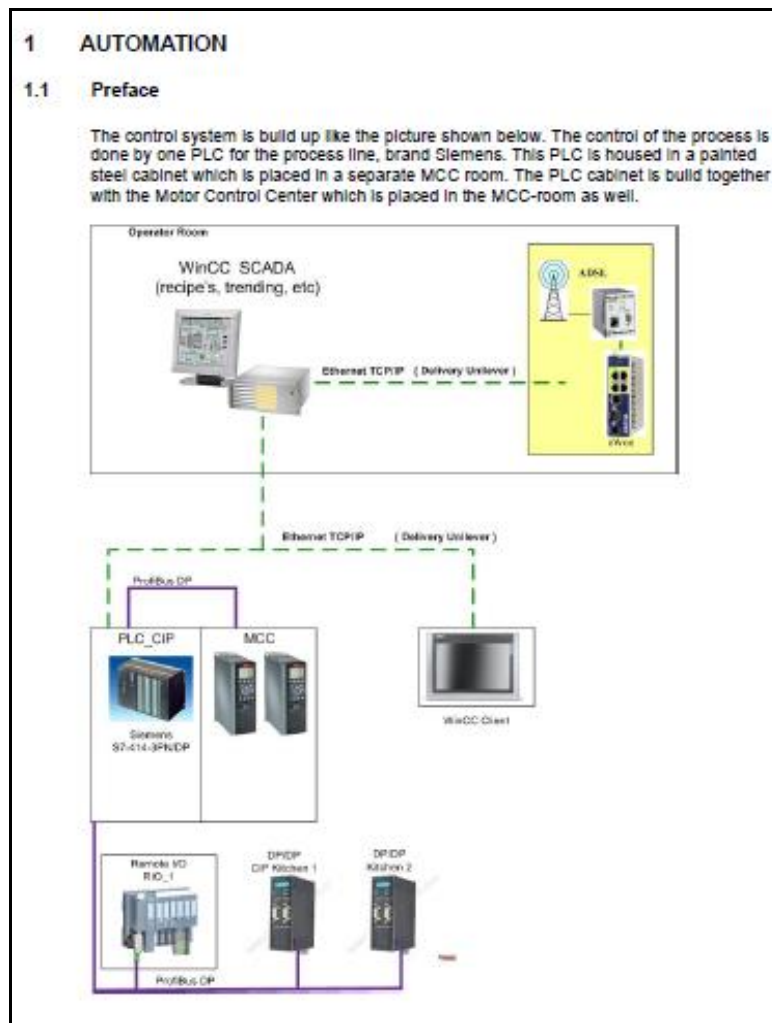 1 AUTOMATION
1.1 Preface
The control system is build up like the picture shown below. The control of the process is
done by one PLC for the process line, brand Siemens. This PLC is housed in a painted
steel cabinet which is placed in a separate MCC room. The PLC cabinet is build together
with the Motor Control Center which is placed in the MCC-room as well.
Operator Room
WinCC SCADA
(recipe's, trending, etc)
ADSL
Ethernet TCP/IP ( Delivery Unilever )
eWon
Ethernet TCP/IP ( Delivery Unilever )
ProfiBus DP
PLC_CIP
MCC
Siemens
S7-414-3PN/DP
WinCC Client
Remote I/O
RIO_1
DP/DP
CIP Kitchen 1
DP/DP
Kitchen 2
ProfiBus DP